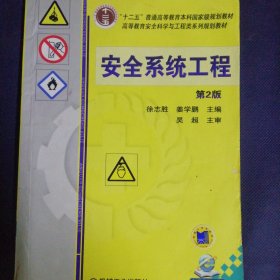 “十二五”普通高等教育本科国家级规划教材
高等教育安全科学与工程类系列规划教材
安全系统工程
第2版
徐志胜 姜学鹏 主编
吴超 主审